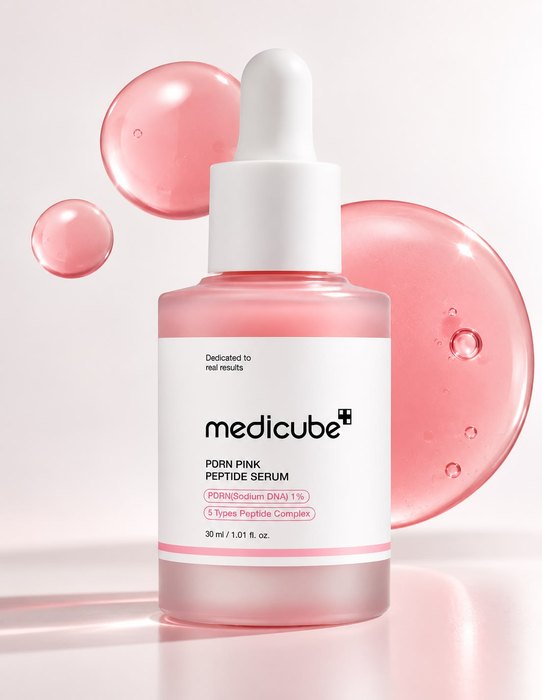 Dedicated to
real results
medicube
PDRN PINK
PEPTIDE SERUM
PDRN(Sodium DNA) 1%
5 Types Peptide Complex
30 ml / 1.01 fl. oz.